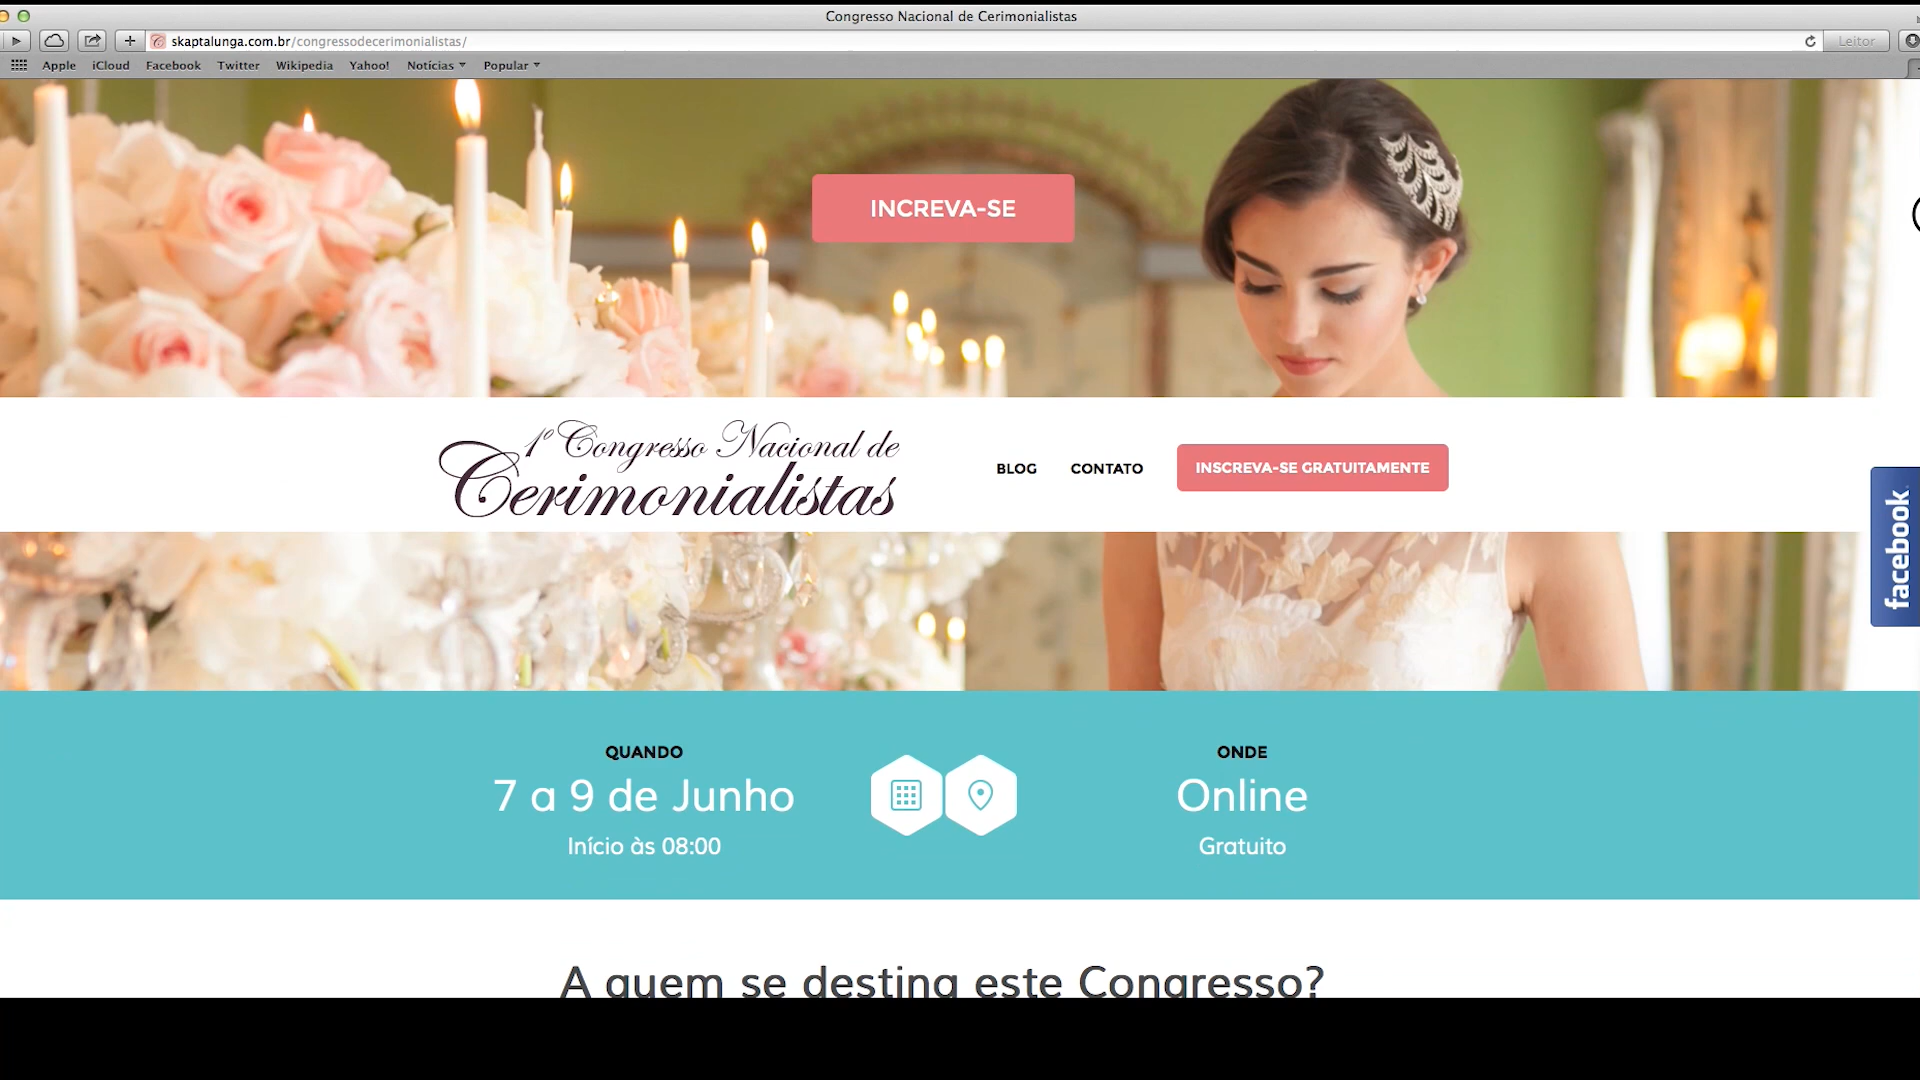 Congresso Nacional de Cerimonialistas
skaptalunga.com.br/congressodecerimonialistas/
Leitor
Apple iCloud Facebook Twitter Wikipedia Yahoo! Notícias Popular
INCREVA-SE
1º Congresso Nacional de
Cerimonialistas
BLOG CONTATO INSCREVA-SE GRATUITAMENTE
facebook
QUANDO
7 a 9 de Junho
Início às 08:00
ONDE
Online
Gratuito
A quem se destina este Congresso?